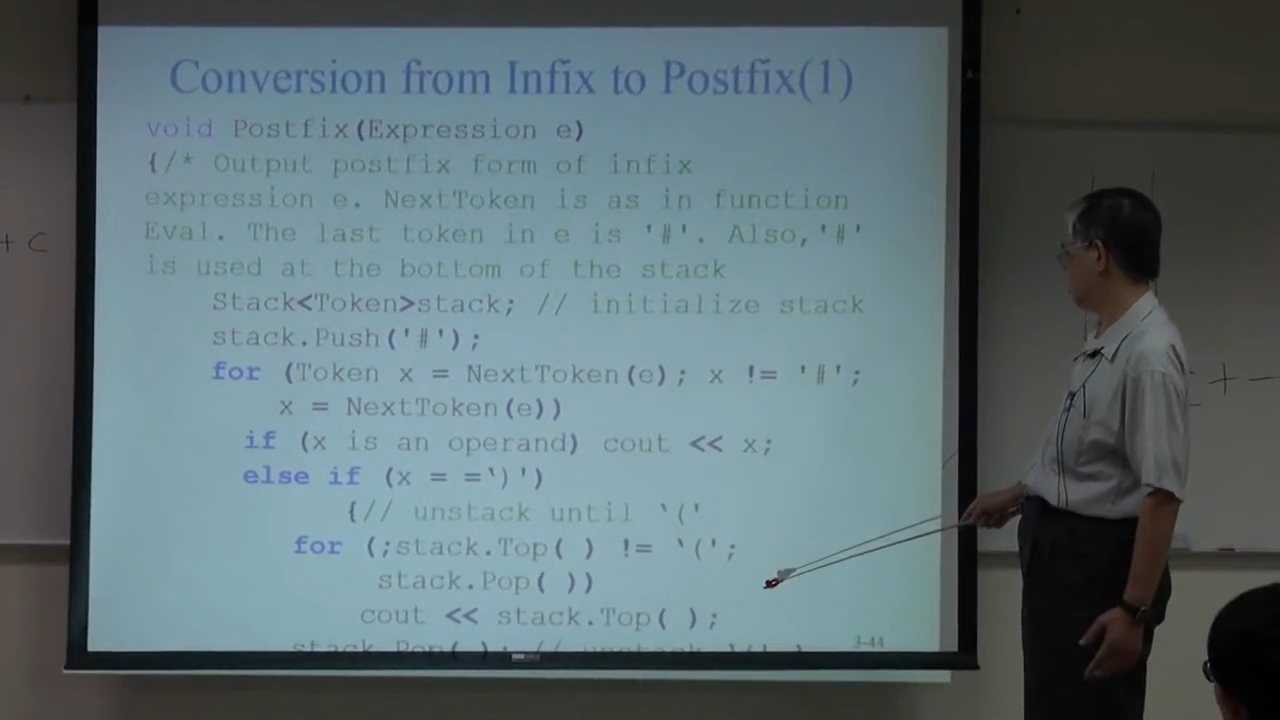 Conversion from Infix to Postfix(1)
void Postfix(Expression e)
{/* Output postfix form of infix
expression e. NextToken is as in function
Eval. The last token in e is '#'. Also,'#'
is used at the bottom of the stack
Stack<Token>stack; // initialize stack
stack.Push('#');
for (Token x = NextToken(e); x != '#';
x = NextToken(e))
if (x is an operand) cout << x;
else if (x = =‘)')
{// unstack until ‘('
for (;stack.Top( ) != ‘(';
stack.Pop( ))
cout << stack.Top( );
stack.Pop( ); // unstack
3-44
+ C
+ -